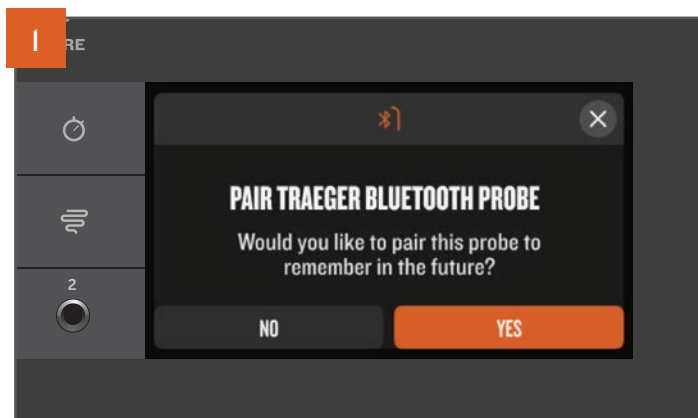 1
RE
PAIR TRAEGER BLUETOOTH PROBE
Would you like to pair this probe to
remember in the future?
2
NO
YES